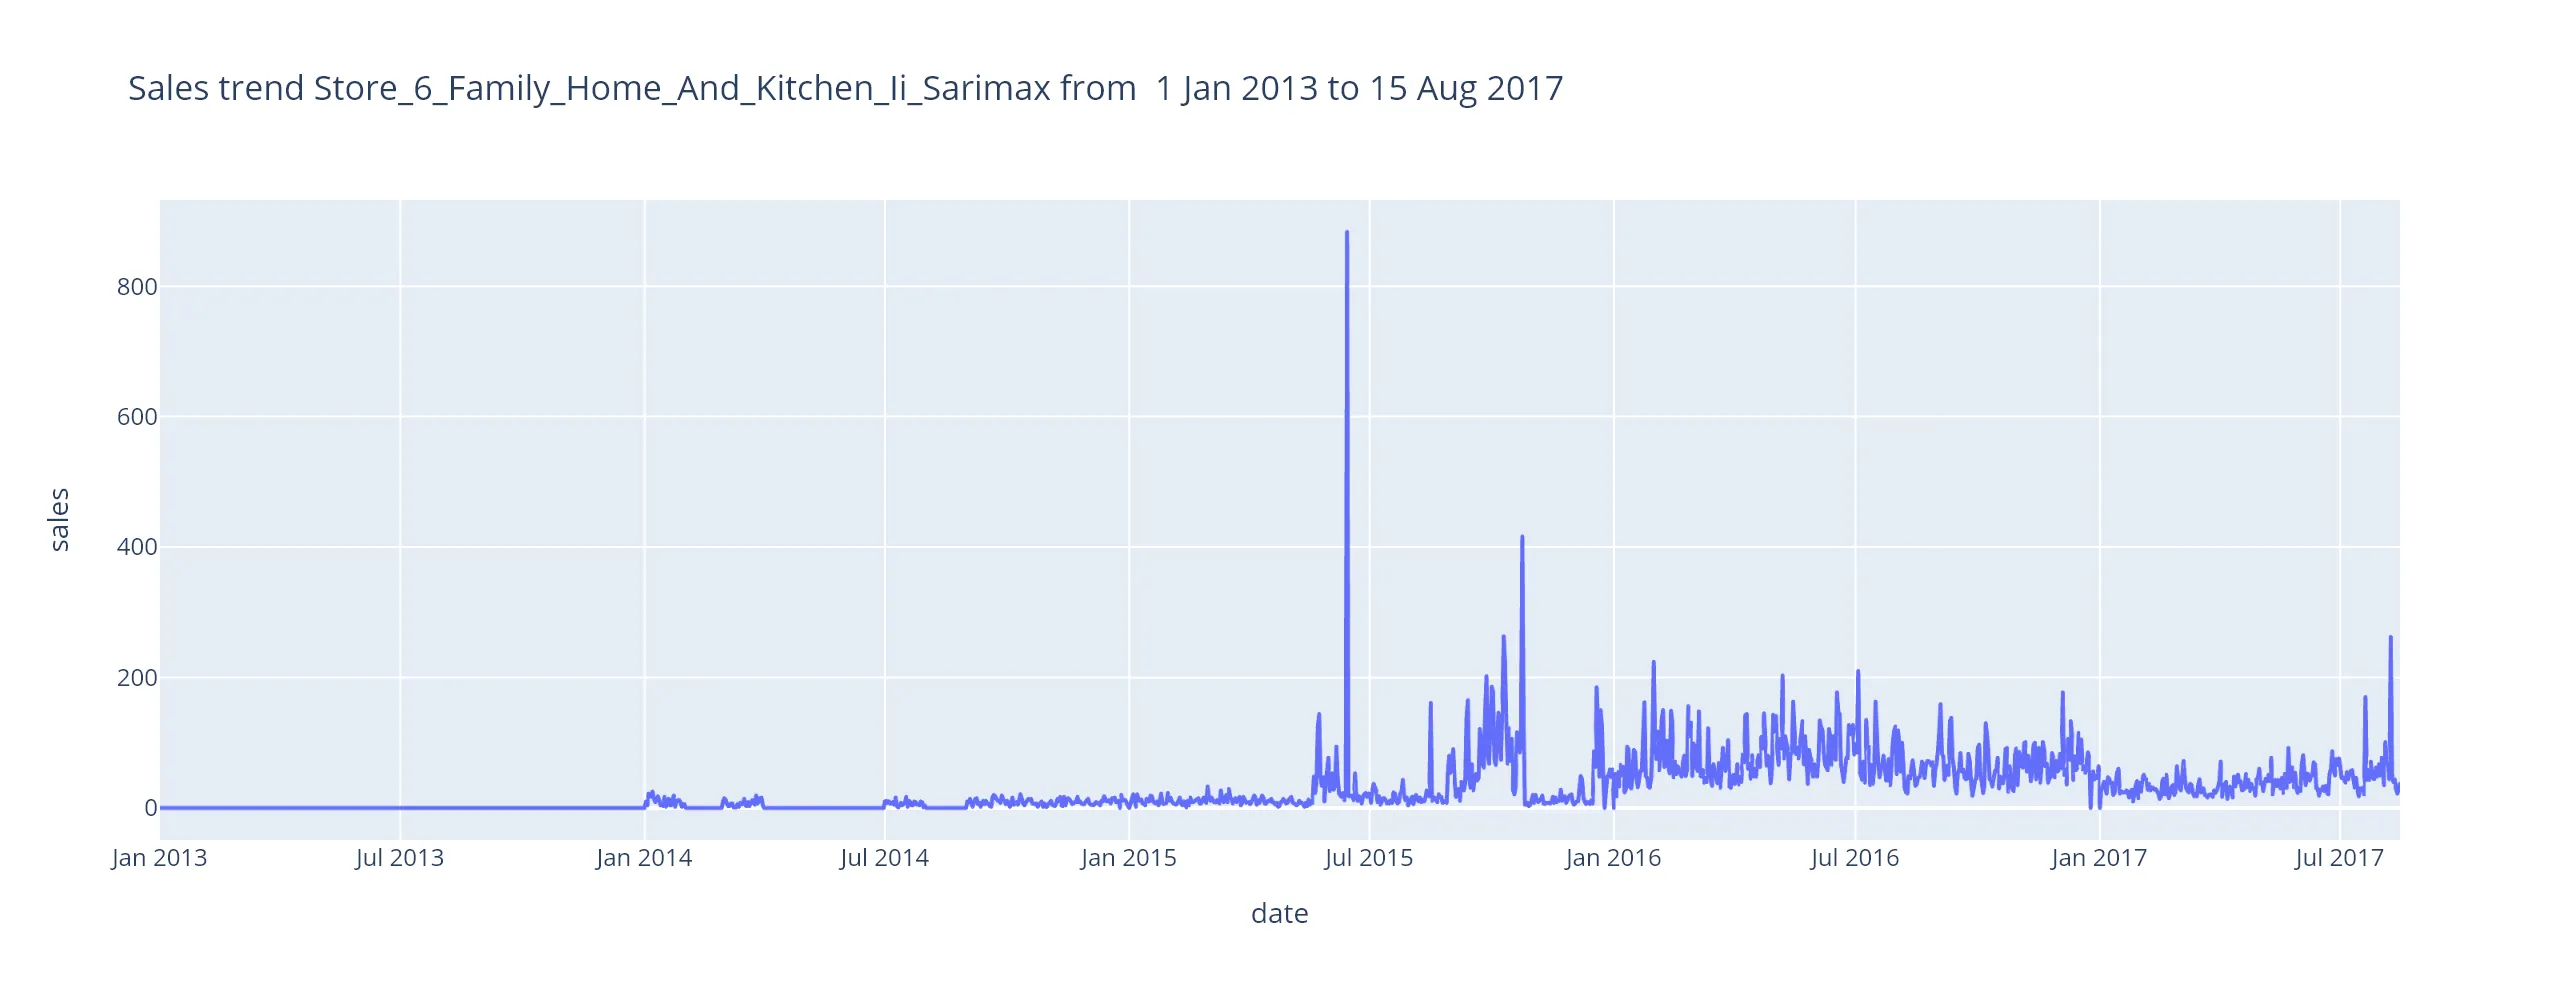 Sales trend Store_6_Family_Home_And_Kitchen_Ii_Sarimax from  1 Jan 2013 to 15 Aug 2017
800
600
400
200
0
sales
Jan 2013 Jul 2013 Jan 2014 Jul 2014 Jan 2015 Jul 2015 Jan 2016 Jul 2016 Jan 2017 Jul 2017
date